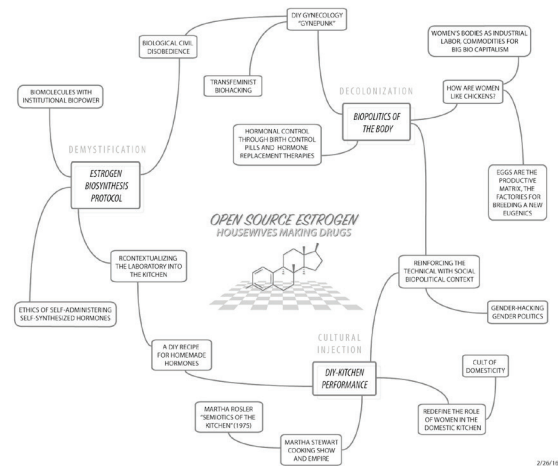 DIY GYNECOLOGY
"GYNEPUNK"
BIOLOGICAL CIVIL
DISOBEDIENCE
WOMEN'S BODIES AS INDUSTRIAL
LABOR, COMMODITIES FOR
BIG BIO CAPITALISM
TRANSFEMINIST
BIOHACKING
BIOMOLECULES WITH
INSTITUTIONAL BIOPOWER
DECOLONIZATION
HOW ARE WOMEN
LIKE CHICKENS?
BIOPOLITICS OF
THE BODY
HORMONAL CONTROL
THROUGH BIRTH CONTROL
PILLS AND HORMONE
REPLACEMENT THERAPIES
DEMYSTIFICATION
ESTROGEN
BIOSYNTHESIS
PROTOCOL
EGGS ARE THE
PRODUCTIVE
MATRIX, THE
FACTORIES FOR
BREEDING A NEW
EUGENICS
OPEN SOURCE ESTROGEN
HOUSEWIVES MAKING DRUGS
RCONTEXTUALIZING
THE LABORATORY INTO
THE KITCHEN
REINFORCING THE
TECHNICAL WITH SOCIAL
BIOPOLITICAL CONTEXT
ETHICS OF SELF-ADMINISTERING
SELF-SYNTHESIZED HORMONES
GENDER-HACKING
GENDER POLITICS
A DIY RECIPE
FOR HOMEMADE
HORMONES
CULTURAL
INJECTION
DIY-KITCHEN
PERFORMANCE
CULT OF
DOMESTICITY
MARTHA ROSLER
"SEMIOTICS OF THE
KITCHEN" (1975)
REDEFINE THE ROLE
OF WOMEN IN THE
DOMESTIC KITCHEN
MARTHA STEWART
COOKING SHOW
AND EMPIRE
2/26/16